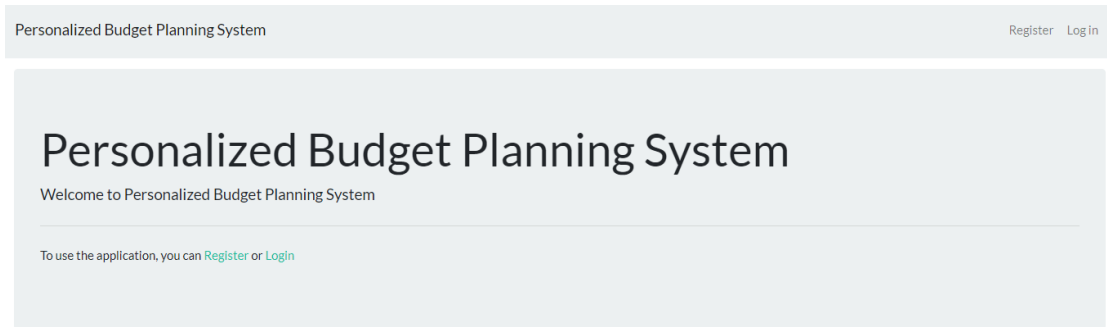 Personalized Budget Planning System
Register Log in
Personalized Budget Planning System
Welcome to Personalized Budget Planning System
To use the application, you can Register or Login